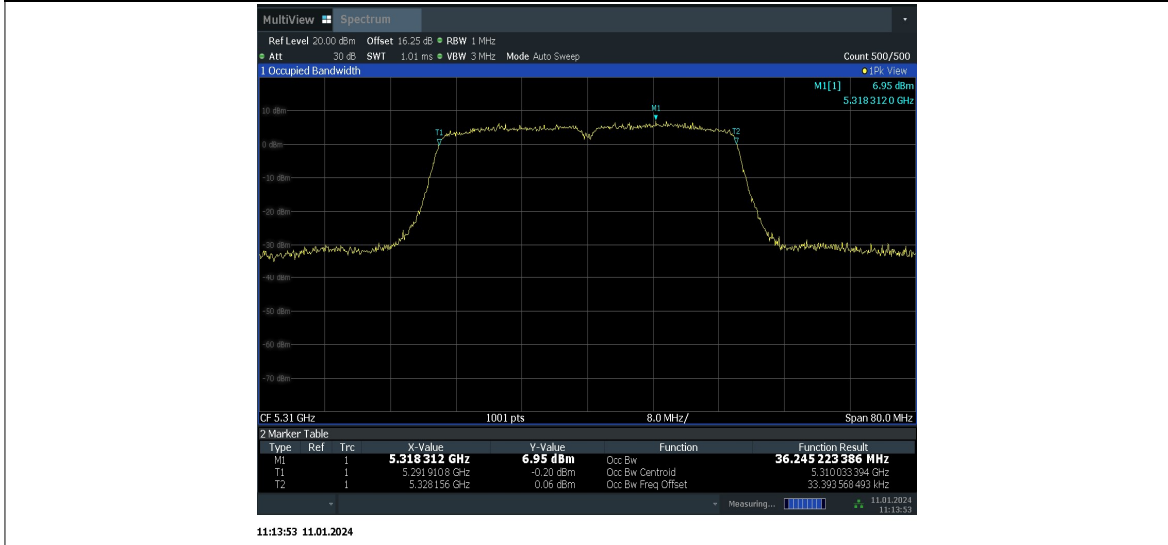 MultiView Spectrum
Ref Level 20.00 dBm Offset 16.25 dB RBW 1 MHz
Att 30 dB SWT 1.01 ms VBW 3 MHz Mode Auto Sweep Count 500/500
1 Occupied Bandwidth 1Pk View
M1[1] 6.95 dBm
5.318 312 0 GHz
M1
10 dBm
T1 T2
0 dBm
-10 dBm
-20 dBm
-30 dBm
-40 dBm
-50 dBm
-60 dBm
-70 dBm
CF 5.31 GHz 1001 pts 8.0 MHz/ Span 80.0 MHz
2 Marker Table
Type Ref Trc X-Value Y-Value Function Function Result
M1 1 5.318 312 GHz 6.95 dBm Occ Bw 36.245 223 386 MHz
T1 1 5.291 910 8 GHz -0.20 dBm Occ Bw Centroid 5.310 033 394 GHz
T2 1 5.328 156 GHz 0.06 dBm Occ Bw Freq Offset 33.393 568 493 kHz
Measuring... 11.01.2024
11:13:53
11:13:53 11.01.2024